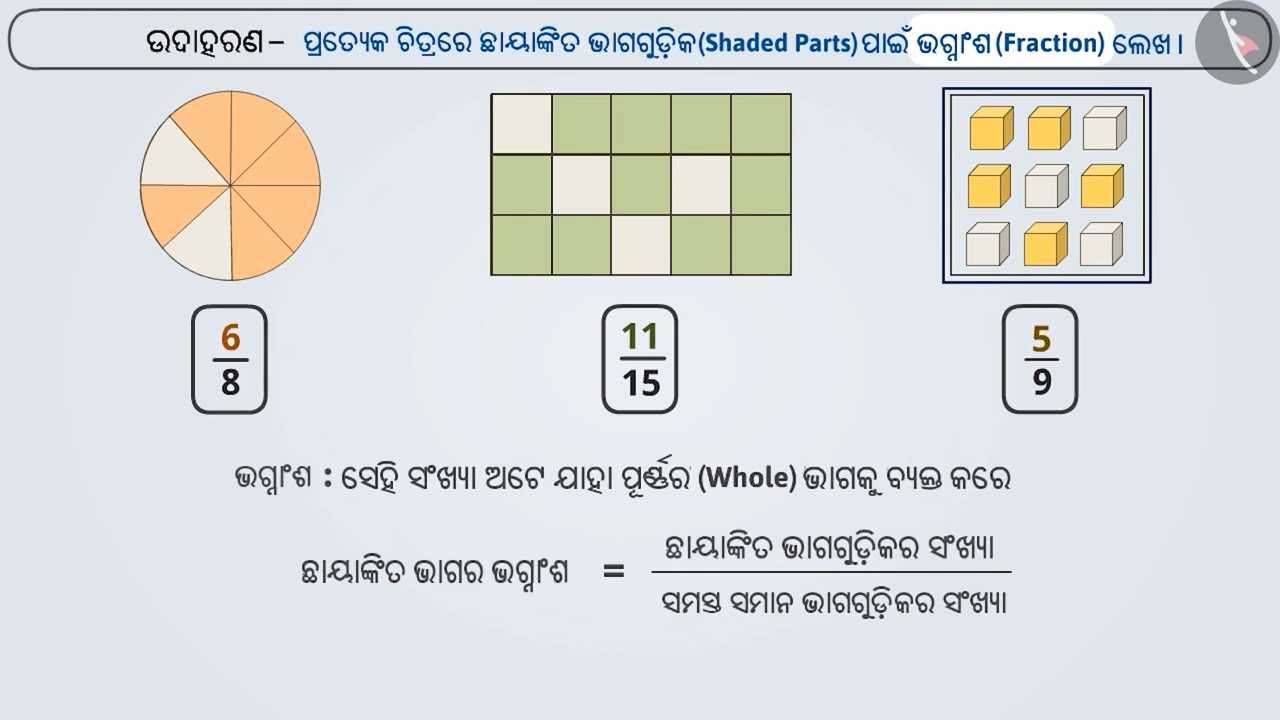 ଉଦାହରଣ – ପ୍ରତ୍ୟେକ ଚିତ୍ରରେ ଛାୟାଙ୍କିତ ଭାଗଗୁଡ଼ିକ (Shaded Parts) ପାଇଁ ଭଗ୍ନାଂଶ (Fraction) ଲେଖ ।
6
8
11
15
5
9
ଭଗ୍ନାଂଶ : ସେହି ସଂଖ୍ୟା ଅଟେ ଯାହା ପୂର୍ଣ୍ଣର (Whole) ଭାଗକୁ ବ୍ୟକ୍ତ କରେ
ଛାୟାଙ୍କିତ ଭାଗର ଭଗ୍ନାଂଶ =
ଛାୟାଙ୍କିତ ଭାଗଗୁଡ଼ିକର ସଂଖ୍ୟା
ସମସ୍ତ ସମାନ ଭାଗଗୁଡ଼ିକର ସଂଖ୍ୟା